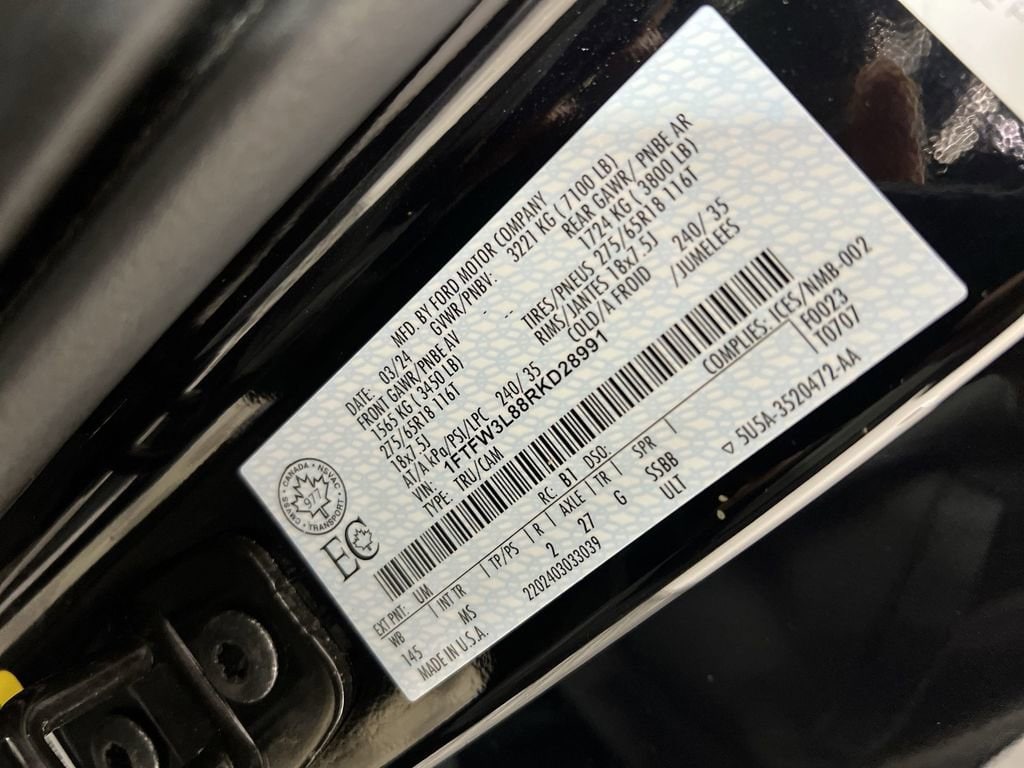 MFD. BY FORD MOTOR COMPANY
DATE: 03/24 GVWR/PNBV: 3221 KG ( 7100 LB)
FRONT GAWR/PNBE AV REAR GAWR/ PNBE AR
1565 KG ( 3450 LB) 1724 KG ( 3800 LB)
275/65R18 116T -- TIRES/PNEUS 275/65R18 116T
18x7.5J -- RIMS/JANTES 18x7.5J
AT/A kPa/PSI/LPC 240/ 35 COLD/A FROID 240/ 35
VIN: 1FTFW3L88RKD28991 /JUMELEES
TYPE: TRU/CAM
CANADA • NSVAC • TRANSPORT • CMVSS
977
EC
COMPLIES: ICES/NMB-002
EXT PNT: UM RC: B1 DSO: F0023
WB | INT TR | TP/PS | R | AXLE | TR | SPR | T0707
145 MS 2 27 G SSBB
MADE IN U.S.A. 2202403033039 ULT ▽ 5U5A-3520472-AA